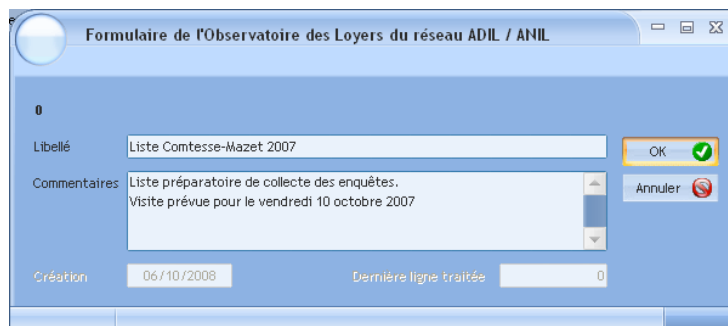 Formulaire de l'Observatoire des Loyers du réseau ADIL / ANIL
0
Libellé Liste Comtesse-Mazet 2007 OK
Commentaires Liste préparatoire de collecte des enquêtes. Annuler
Visite prévue pour le vendredi 10 octobre 2007
Création 06/10/2008 Dernière ligne traitée 0